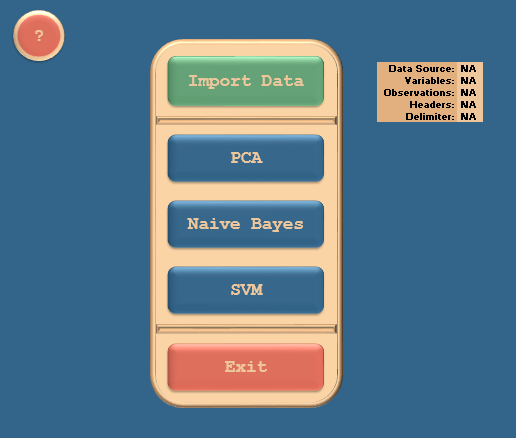 ?
Import Data
Data Source: NA
Variables: NA
Observations: NA
Headers: NA
Delimiter: NA
PCA
Naive Bayes
SVM
Exit